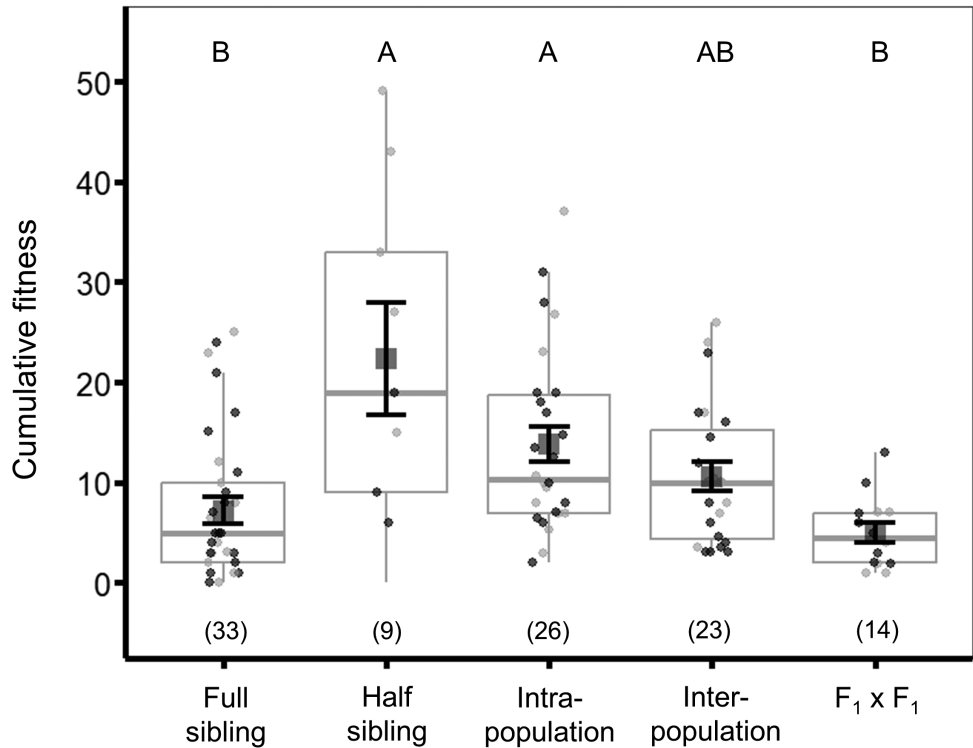 B A A AB B
Cumulative fitness
50
40
30
20
10
0
(33) (9) (26) (23) (14)
Full Half Intra- Inter- F₁ x F₁
sibling sibling population population